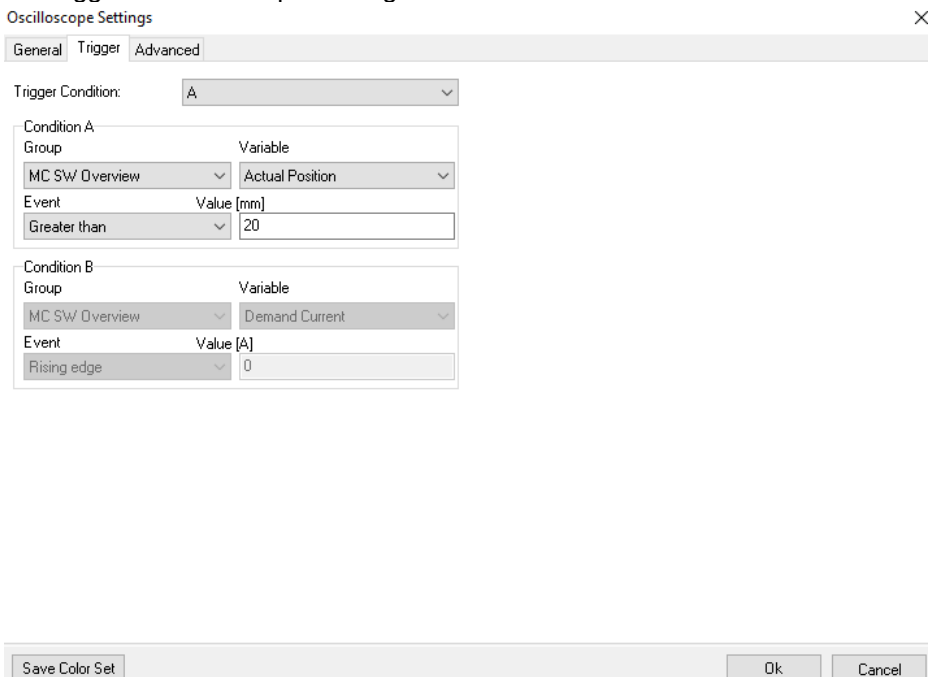 Oscilloscope Settings
General Trigger Advanced
Trigger Condition: A
Condition A
Group Variable
MC SW Overview Actual Position
Event Value [mm]
Greater than 20
Condition B
Group Variable
MC SW Overview Demand Current
Event Value [A]
Rising edge 0
Save Color Set Ok Cancel